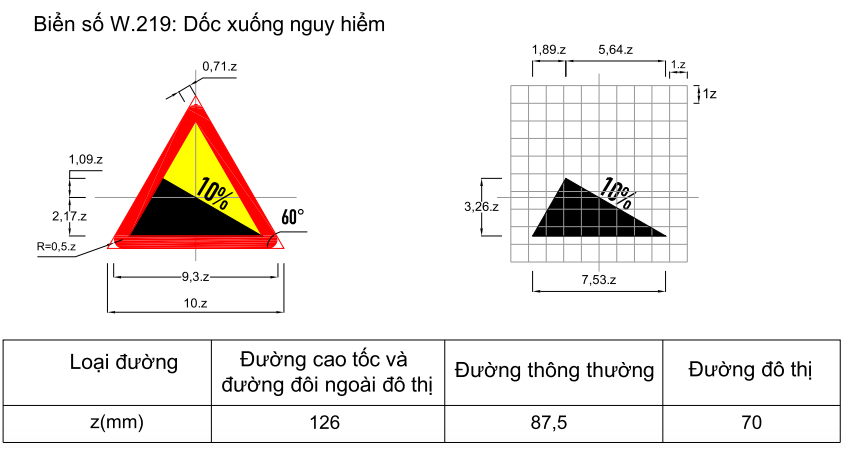 Biển số W.219: Dốc xuống nguy hiểm
0,71.z
1,09.z
2,17.z
R=0,5.z
10%
60°
9,3.z
10.z
1,89.z
5,64.z
1.z
1z
10%
3,26.z
7,53.z
Loại đường
Đường cao tốc và
đường đôi ngoài đô thị
Đường thông thường
Đường đô thị
z(mm)
126
87,5
70